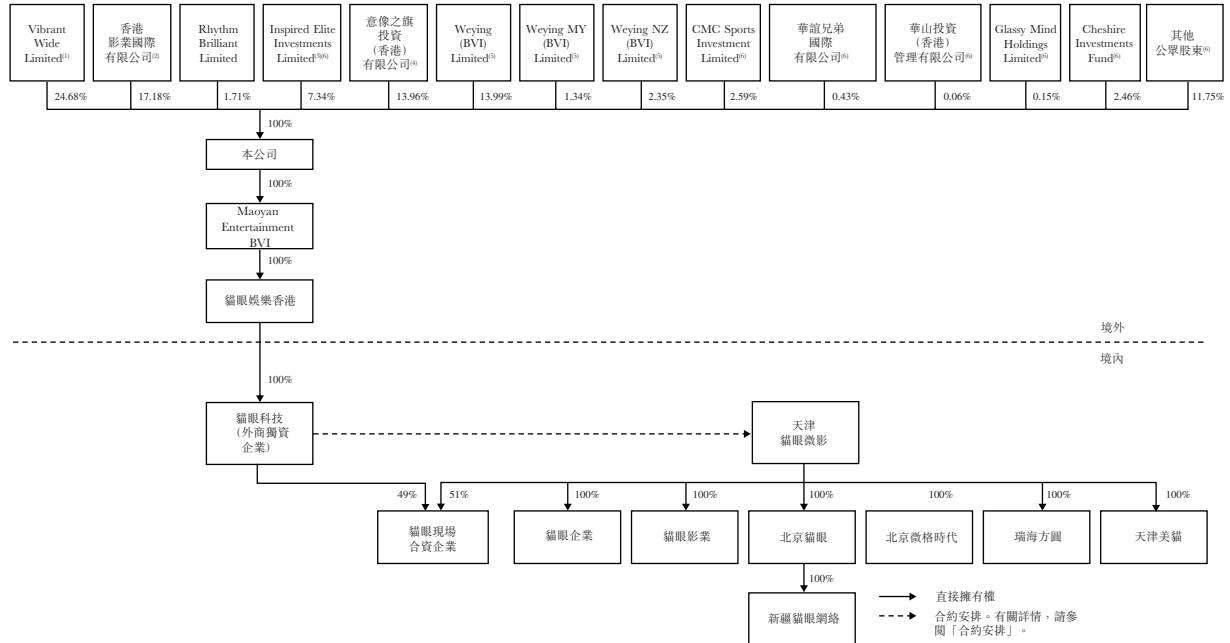 Vibrant
Wide
Limited(1)
香港
影業國際
有限公司(2)
Rhythm
Brilliant
Limited
Inspired Elite
Investments
Limited(3)(6)
意像之旗
投資
(香港)
有限公司(4)
Weying
(BVI)
Limited(5)
Weying MY
(BVI)
Limited(5)
Weying NZ
(BVI)
Limited(5)
CMC Sports
Investment
Limited(6)
華誼兄弟
國際
有限公司(6)
華山投資
(香港)
管理有限公司(6)
Glassy Mind
Holdings
Limited(6)
Cheshire
Investments
Fund(6)
其他
公眾股東(6)
24.68%
17.18%
1.71%
7.34%
13.96%
13.99%
1.34%
2.35%
2.59%
0.43%
0.06%
0.15%
2.46%
11.75%
100%
本公司
100%
Maoyan
Entertainment
BVI
100%
貓眼娛樂香港
境外
境內
100%
貓眼科技
(外商獨資
企業)
天津
貓眼微影
49%
51%
100%
100%
100%
100%
100%
100%
貓眼現場
合資企業
貓眼企業
貓眼影業
北京貓眼
北京微格時代
瑞海方圓
天津美貓
100%
新疆貓眼網絡
直接擁有權
合約安排。有關詳情，請參
閱「合約安排」。